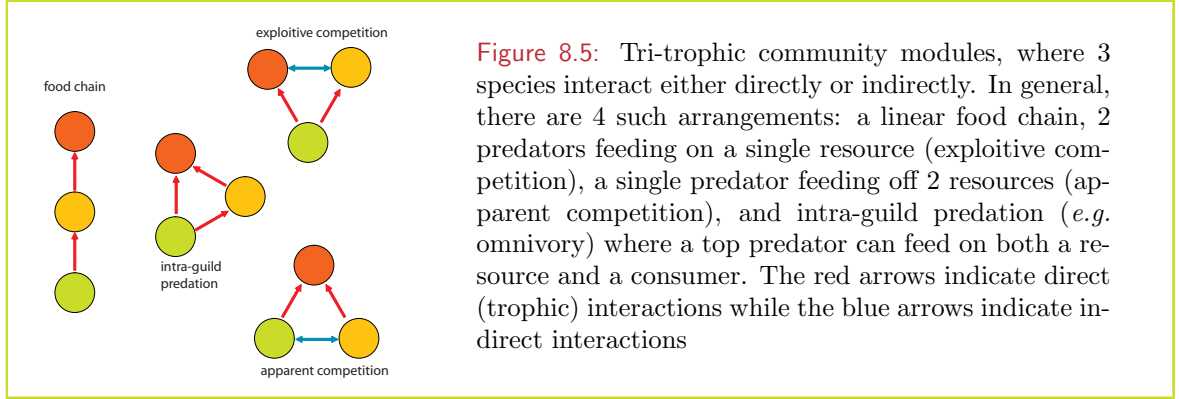 exploitive competition
food chain
intra-guild
predation
apparent competition
Figure 8.5: Tri-trophic community modules, where 3
species interact either directly or indirectly. In general,
there are 4 such arrangements: a linear food chain, 2
predators feeding on a single resource (exploitive com-
petition), a single predator feeding off 2 resources (ap-
parent competition), and intra-guild predation (e.g.
omnivory) where a top predator can feed on both a re-
source and a consumer. The red arrows indicate direct
(trophic) interactions while the blue arrows indicate in-
direct interactions